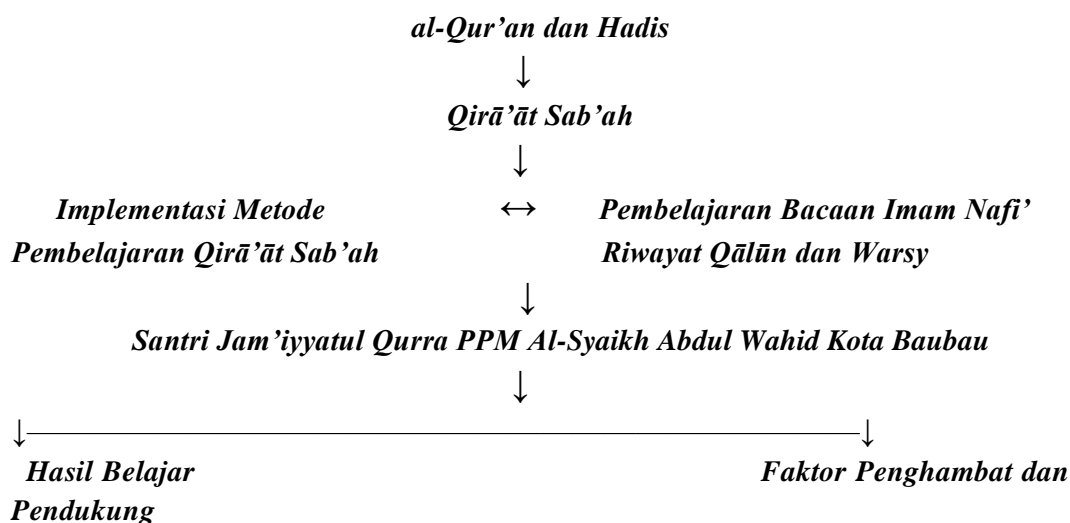 al-Qur’an dan Hadis
↓
Qirā’āt Sab’ah
↓
Implementasi Metode ↔ Pembelajaran Bacaan Imam Nafi’
Pembelajaran Qirā’āt Sab’ah Riwayat Qālūn dan Warsy
↓
Santri Jam’iyyatul Qurra PPM Al-Syaikh Abdul Wahid Kota Baubau
↓
↓ ↓
Hasil Belajar Faktor Penghambat dan
Pendukung